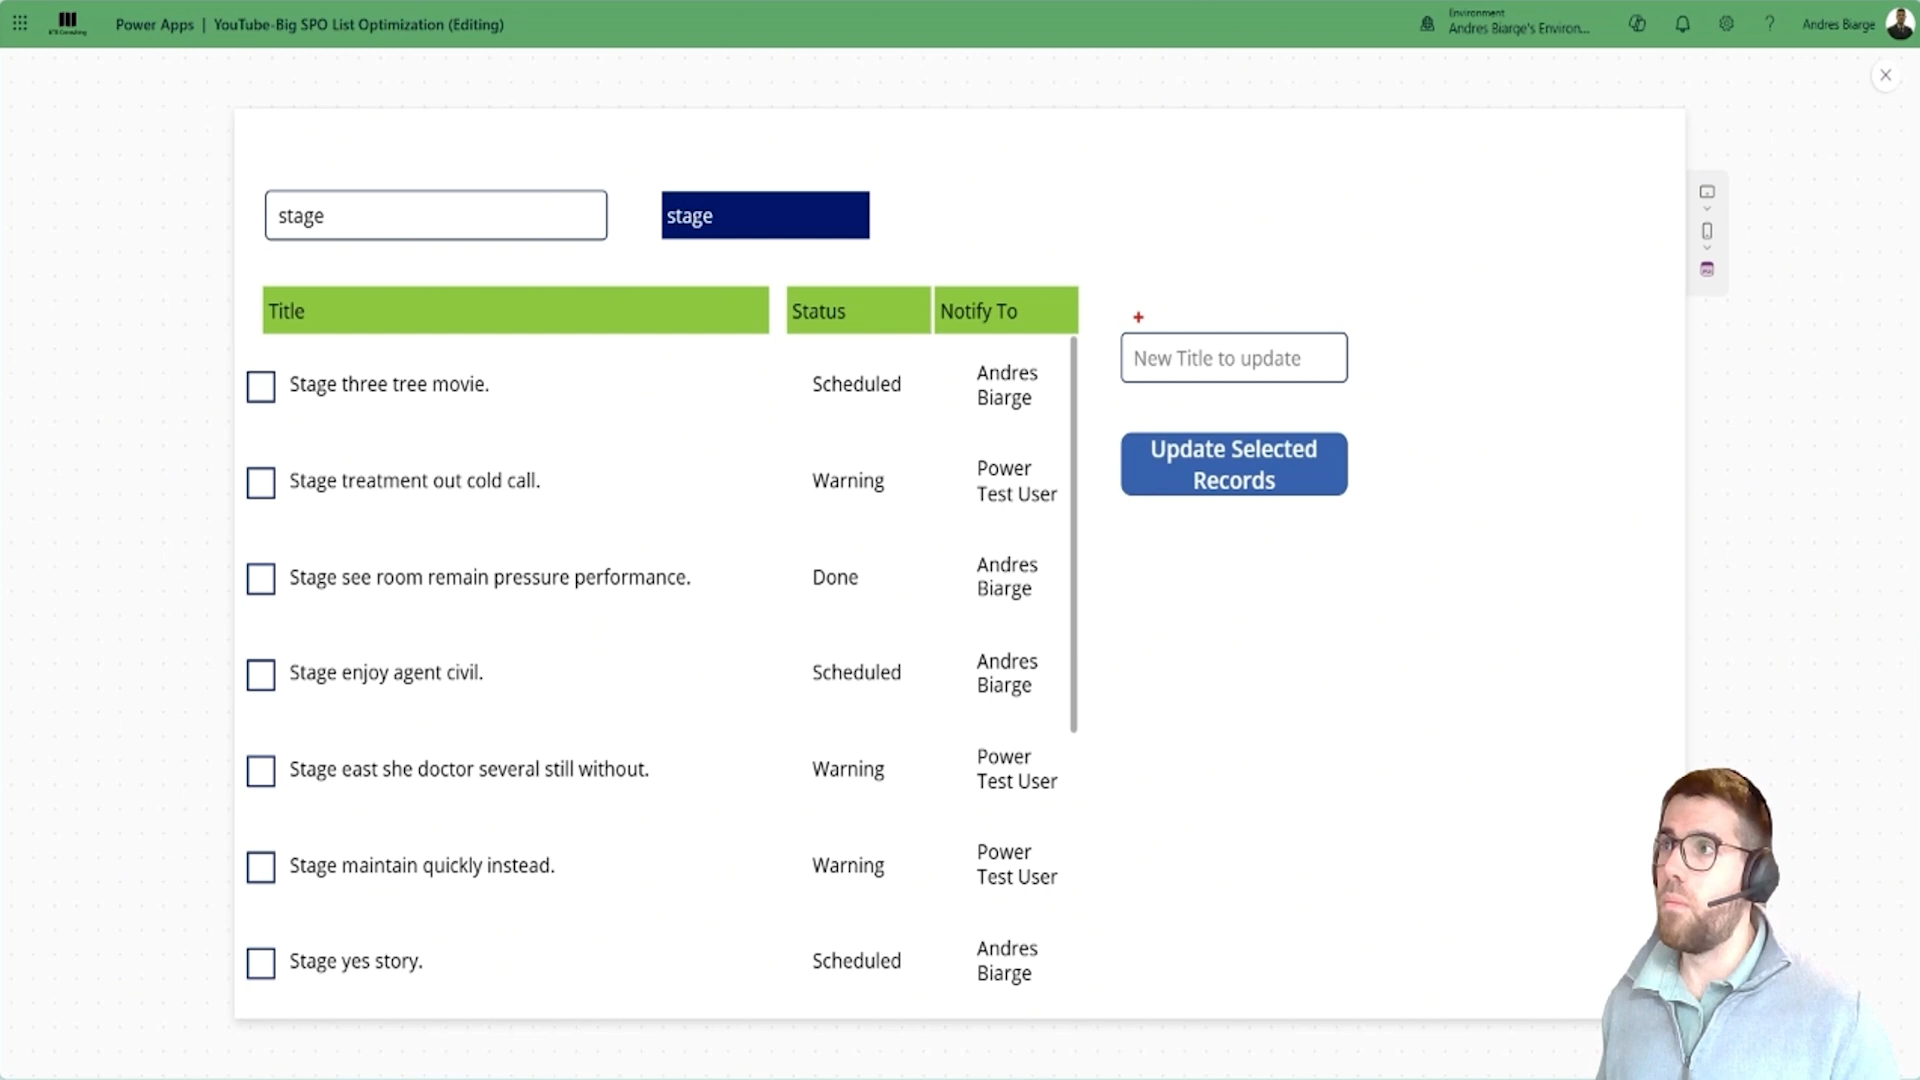 Power Apps | YouTube-Big SPO List Optimization (Editing)
Environment
Andres Biarge's Environ...
Andres Biarge
stage
stage
Title
Status
Notify To
New Title to update
Update Selected
Records
Stage three tree movie.
Scheduled
Andres
Biarge
Stage treatment out cold call.
Warning
Power
Test User
Stage see room remain pressure performance.
Done
Andres
Biarge
Stage enjoy agent civil.
Scheduled
Andres
Biarge
Stage east she doctor several still without.
Warning
Power
Test User
Stage maintain quickly instead.
Warning
Power
Test User
Stage yes story.
Scheduled
Andres
Biarge